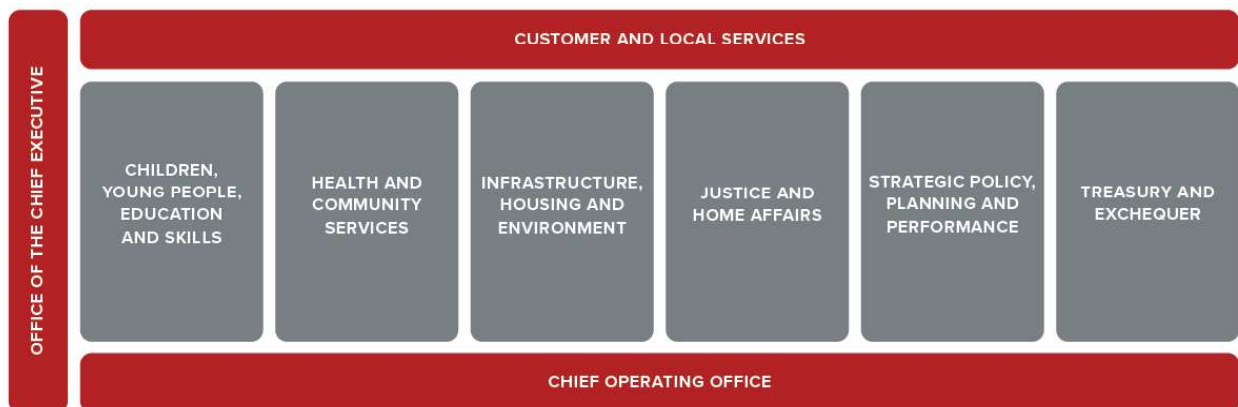 OFFICE OF THE CHIEF EXECUTIVE
CUSTOMER AND LOCAL SERVICES
CHILDREN,
YOUNG PEOPLE,
EDUCATION
AND SKILLS
HEALTH AND
COMMUNITY
SERVICES
INFRASTRUCTURE,
HOUSING AND
ENVIRONMENT
JUSTICE AND
HOME AFFAIRS
STRATEGIC POLICY,
PLANNING AND
PERFORMANCE
TREASURY AND
EXCHEQUER
CHIEF OPERATING OFFICE